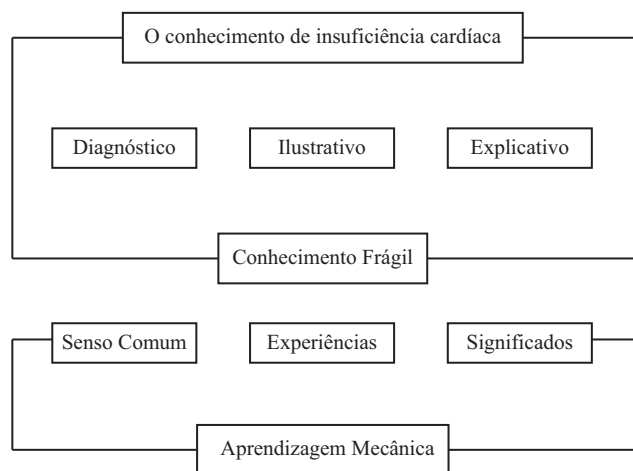 O conhecimento de insuficiência cardíaca
Diagnóstico
Ilustrativo
Explicativo
Conhecimento Frágil
Senso Comum
Experiências
Significados
Aprendizagem Mecânica